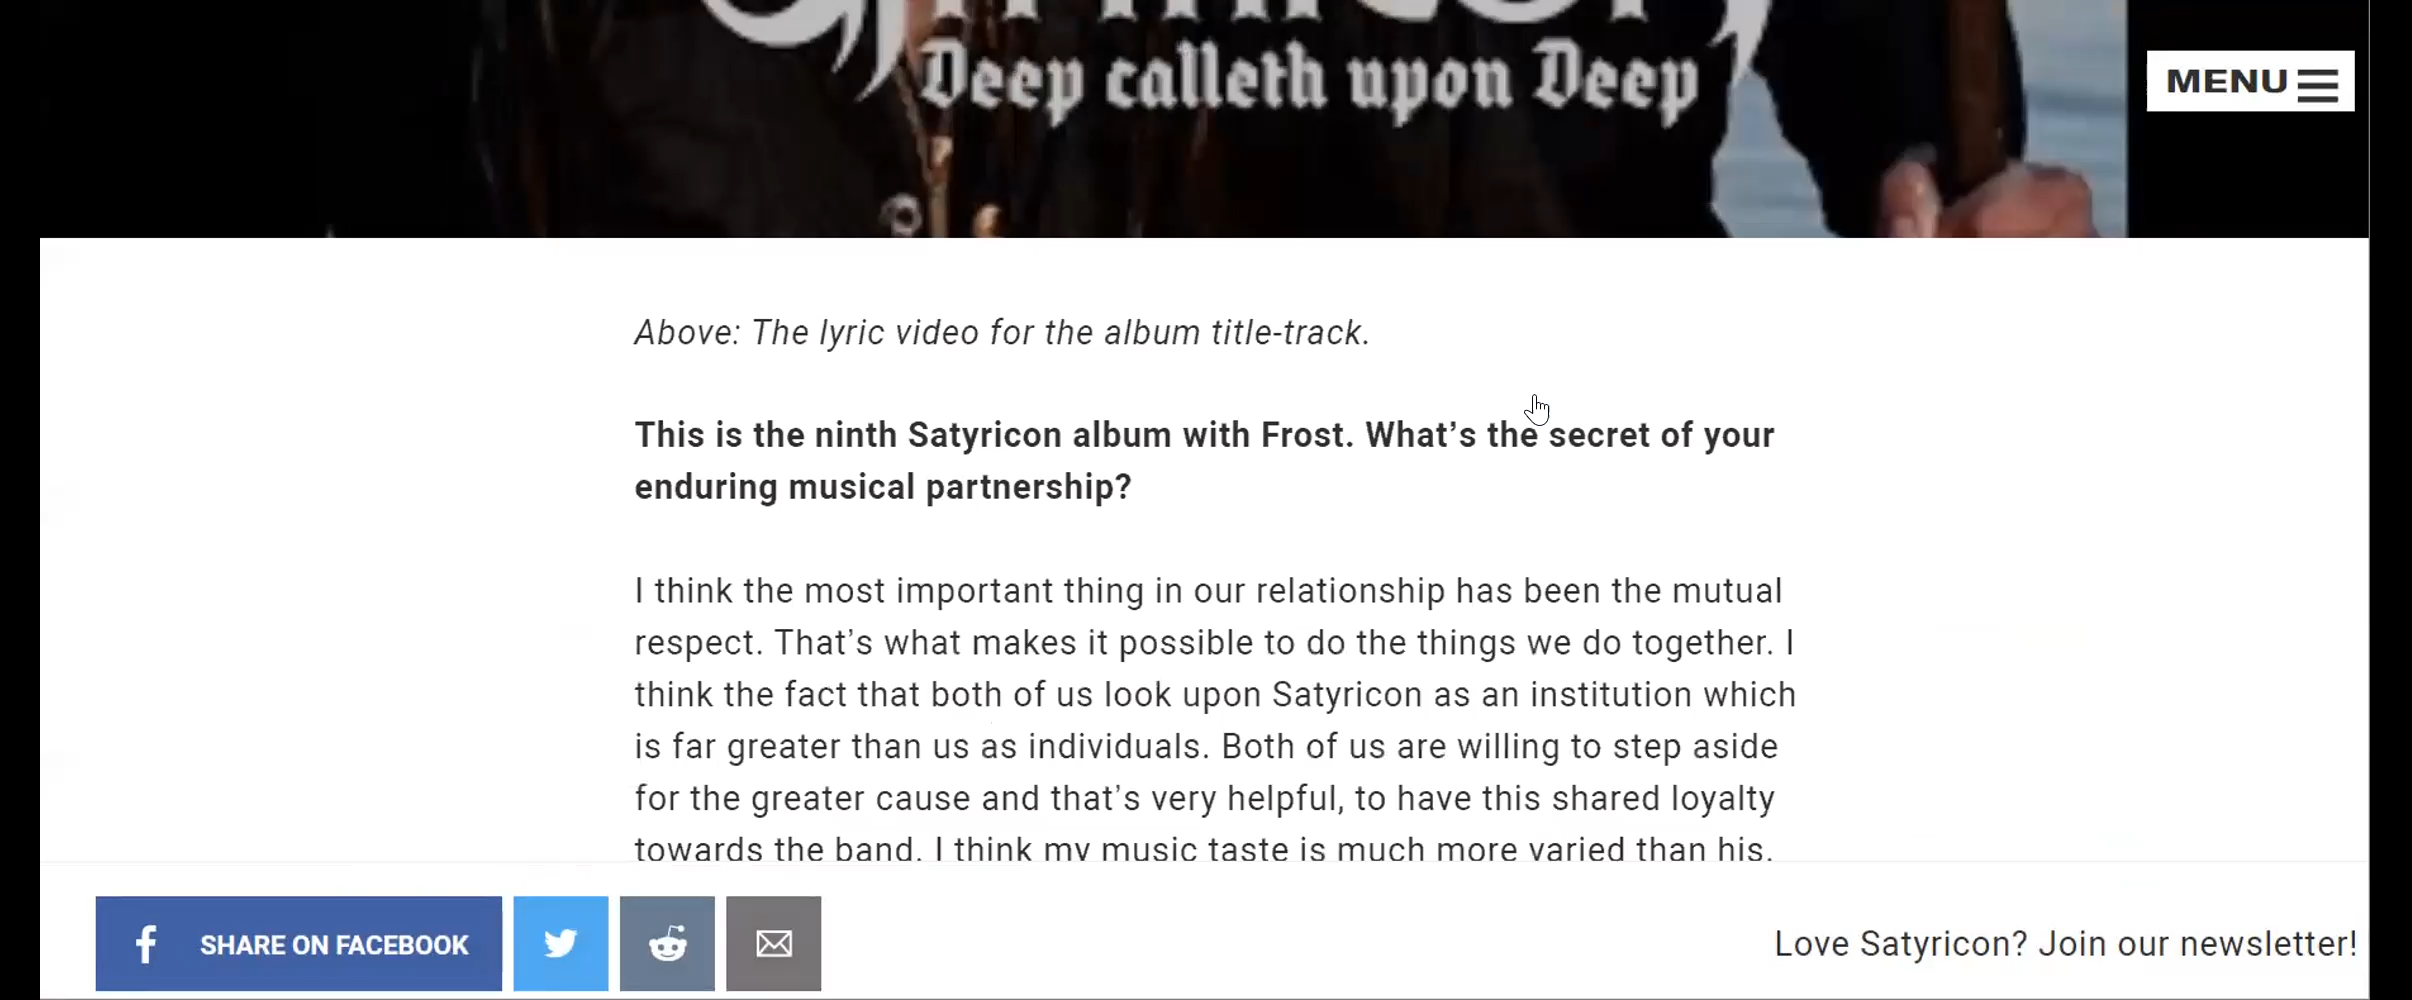 Deep calleth upon Deep
MENU
Above: The lyric video for the album title-track.
This is the ninth Satyricon album with Frost. What’s the secret of your
enduring musical partnership?
I think the most important thing in our relationship has been the mutual
respect. That’s what makes it possible to do the things we do together. I
think the fact that both of us look upon Satyricon as an institution which
is far greater than us as individuals. Both of us are willing to step aside
for the greater cause and that’s very helpful, to have this shared loyalty
towards the band. I think my music taste is much more varied than his.
SHARE ON FACEBOOK
Love Satyricon? Join our newsletter!